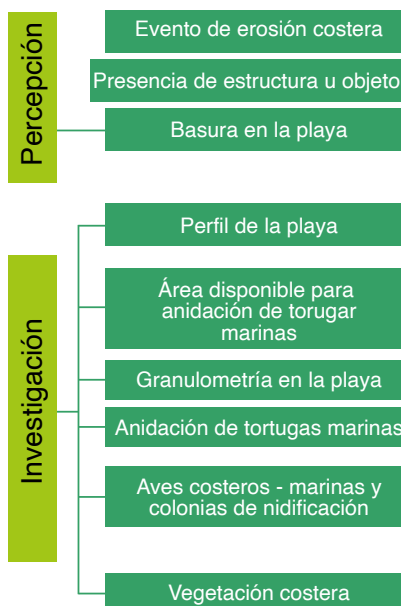 Percepción
Evento de erosión costera
Presencia de estructura u objeto
Basura en la playa
Investigación
Perfil de la playa
Área disponible para
anidación de torugar
marinas
Granulometría en la playa
Anidación de tortugas marinas
Aves costeros - marinas y
colonias de nidificación
Vegetación costera